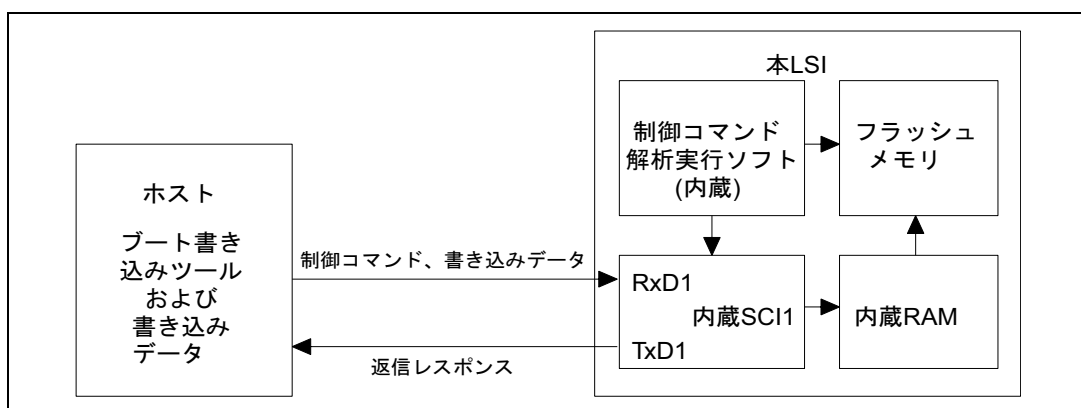 本LSI
制御コマンド
解析実行ソフト
(内蔵)
フラッシュ
メモリ
ホスト
ブート書き
込みツール
および
書き込み
データ
制御コマンド、書き込みデータ
返信レスポンス
RxD1
内蔵SCI1
TxD1
内蔵RAM